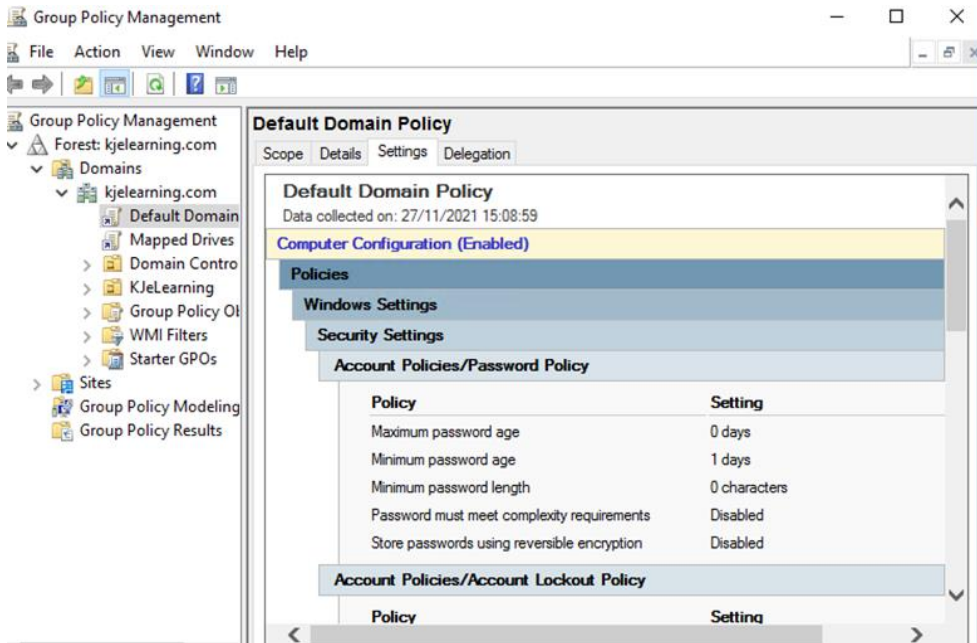 Group Policy Management
File Action View Window Help
Group Policy Management
Forest: kjelearning.com
Domains
kjelearning.com
Default Domain
Mapped Drives
Domain Contro
KJeLearning
Group Policy Ob
WMI Filters
Starter GPOs
Sites
Group Policy Modeling
Group Policy Results
Default Domain Policy
Scope Details Settings Delegation
Default Domain Policy
Data collected on: 27/11/2021 15:08:59
Computer Configuration (Enabled)
Policies
Windows Settings
Security Settings
Account Policies/Password Policy
Policy Setting
Maximum password age 0 days
Minimum password age 1 days
Minimum password length 0 characters
Password must meet complexity requirements Disabled
Store passwords using reversible encryption Disabled
Account Policies/Account Lockout Policy
Policy Setting